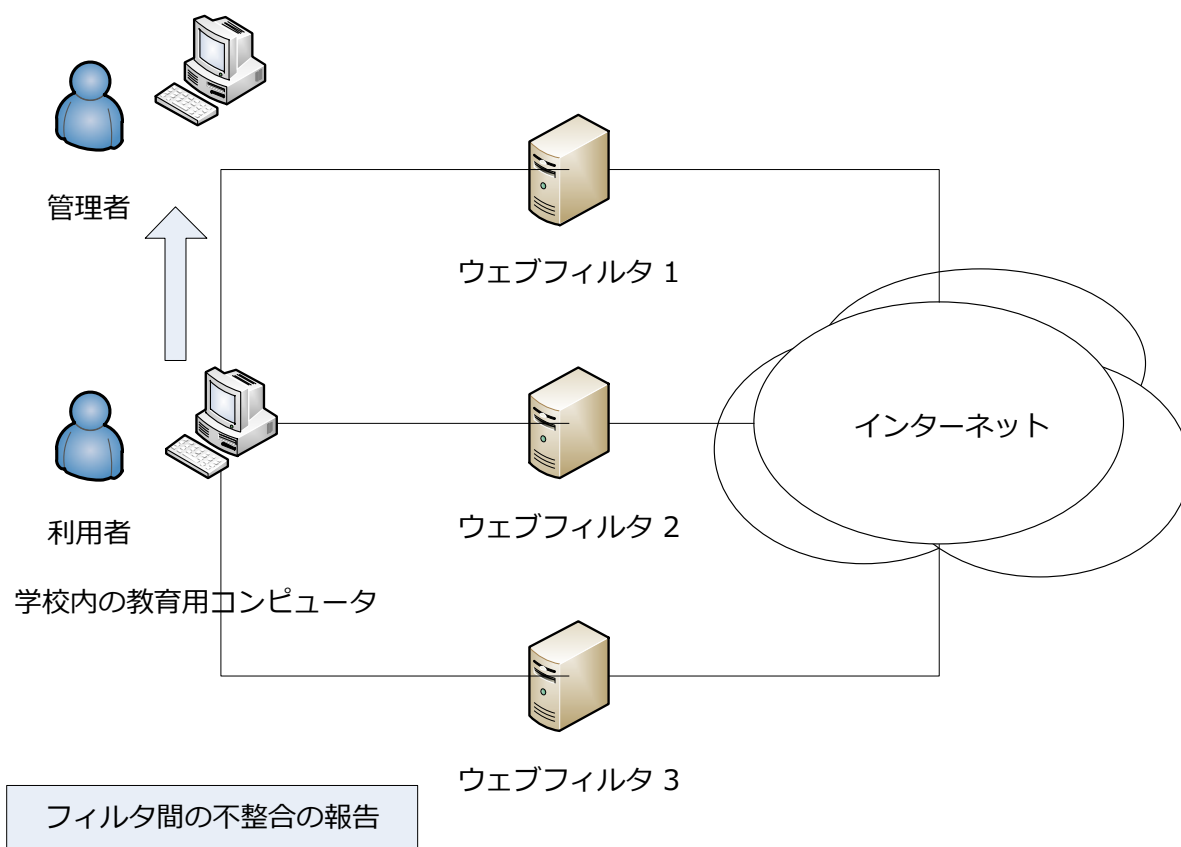 管理者
ウェブフィルタ 1
インターネット
ウェブフィルタ 2
利用者
学校内の教育用コンピュータ
ウェブフィルタ 3
フィルタ間の不整合の報告